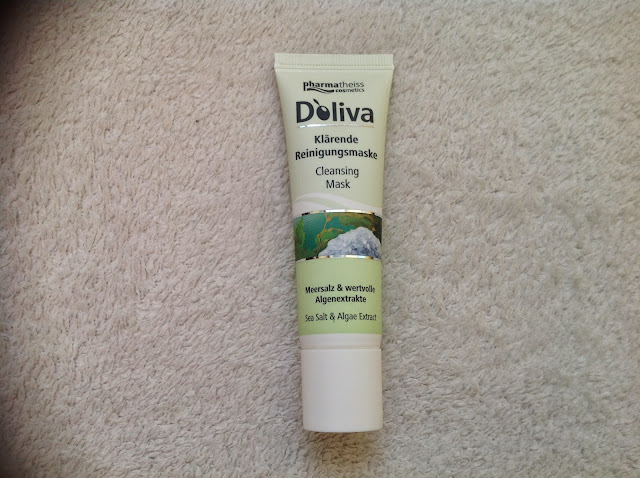 pharmatheiss
cosmetics
D'oliva
Klärende
Reinigungsmaske
Cleansing
Mask
Meersalz & wertvolle
Algenextrakte
Sea Salt & Algae Extract